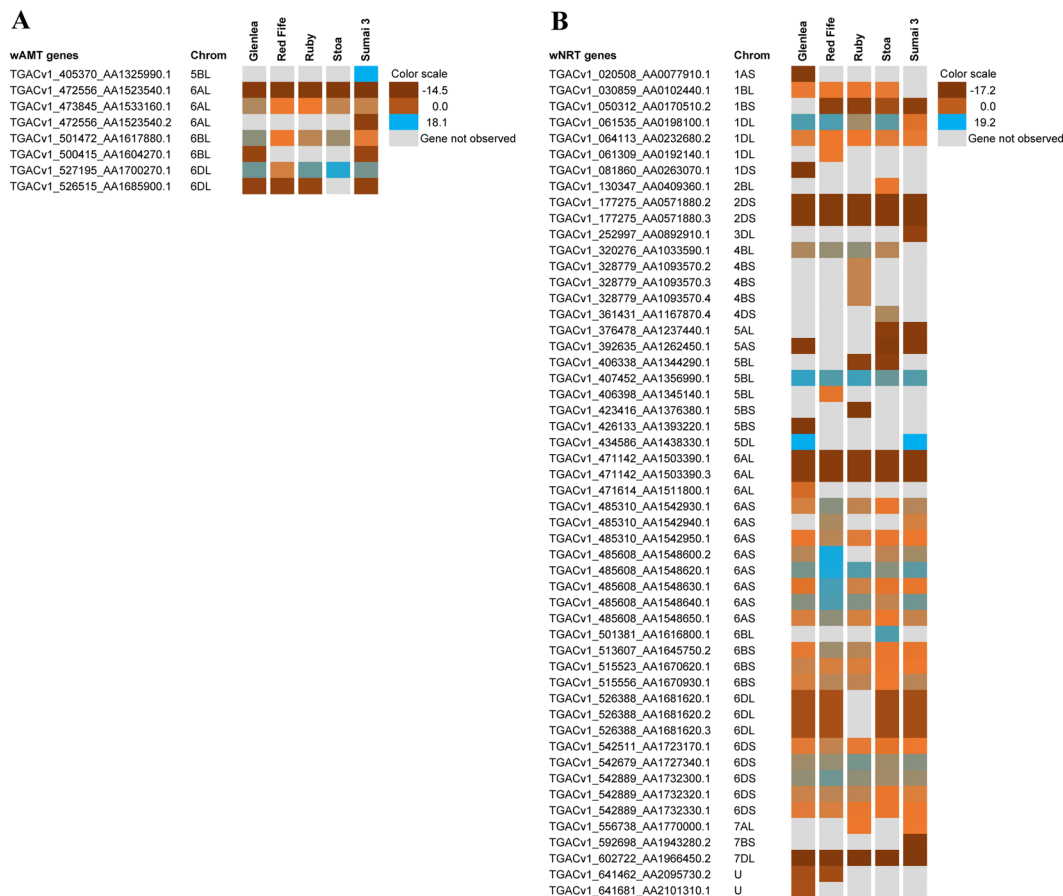 A
Glenlea Red Fife Ruby Stoa Sumai 3
wAMT genes Chrom
TGACv1_405370_AA1325990.1 5BL
TGACv1_472556_AA1523540.1 6AL
TGACv1_473845_AA1533160.1 6AL
TGACv1_472556_AA1523540.2 6AL
TGACv1_501472_AA1617880.1 6BL
TGACv1_500415_AA1604270.1 6BL
TGACv1_527195_AA1700270.1 6DL
TGACv1_526515_AA1685900.1 6DL
Color scale
-14.5
0.0
18.1
Gene not observed
B
Glenlea Red Fife Ruby Stoa Sumai 3
wNRT genes Chrom
TGACv1_020508_AA0077910.1 1AS
TGACv1_030859_AA0102440.1 1BL
TGACv1_050312_AA0170510.2 1BS
TGACv1_061535_AA0198100.1 1DL
TGACv1_064113_AA0232680.2 1DL
TGACv1_061309_AA0192140.1 1DL
TGACv1_081860_AA0263070.1 1DS
TGACv1_130347_AA0409360.1 2BL
TGACv1_177275_AA0571880.2 2DS
TGACv1_177275_AA0571880.3 2DS
TGACv1_252997_AA0892910.1 3DL
TGACv1_320276_AA1033590.1 4BL
TGACv1_328779_AA1093570.2 4BS
TGACv1_328779_AA1093570.3 4BS
TGACv1_328779_AA1093570.4 4BS
TGACv1_361431_AA1167870.4 4DS
TGACv1_376478_AA1237440.1 5AL
TGACv1_392635_AA1262450.1 5AS
TGACv1_406338_AA1344290.1 5BL
TGACv1_407452_AA1356990.1 5BL
TGACv1_406398_AA1345140.1 5BL
TGACv1_423416_AA1376380.1 5BS
TGACv1_426133_AA1393220.1 5BS
TGACv1_434586_AA1438330.1 5DL
TGACv1_471142_AA1503390.1 6AL
TGACv1_471142_AA1503390.3 6AL
TGACv1_471614_AA1511800.1 6AL
TGACv1_485310_AA1542930.1 6AS
TGACv1_485310_AA1542940.1 6AS
TGACv1_485310_AA1542950.1 6AS
TGACv1_485608_AA1548600.2 6AS
TGACv1_485608_AA1548620.1 6AS
TGACv1_485608_AA1548630.1 6AS
TGACv1_485608_AA1548640.1 6AS
TGACv1_485608_AA1548650.1 6AS
TGACv1_501381_AA1616800.1 6BL
TGACv1_513607_AA1645750.2 6BS
TGACv1_515523_AA1670620.1 6BS
TGACv1_515556_AA1670930.1 6BS
TGACv1_526388_AA1681620.1 6DL
TGACv1_526388_AA1681620.2 6DL
TGACv1_526388_AA1681620.3 6DL
TGACv1_542511_AA1723170.1 6DS
TGACv1_542679_AA1727340.1 6DS
TGACv1_542889_AA1732300.1 6DS
TGACv1_542889_AA1732320.1 6DS
TGACv1_542889_AA1732330.1 6DS
TGACv1_556738_AA1770000.1 7AL
TGACv1_592698_AA1943280.2 7BS
TGACv1_602722_AA1966450.2 7DL
TGACv1_641462_AA2095730.2 U
TGACv1_641681_AA2101310.1 U
Color scale
-17.2
0.0
19.2
Gene not observed